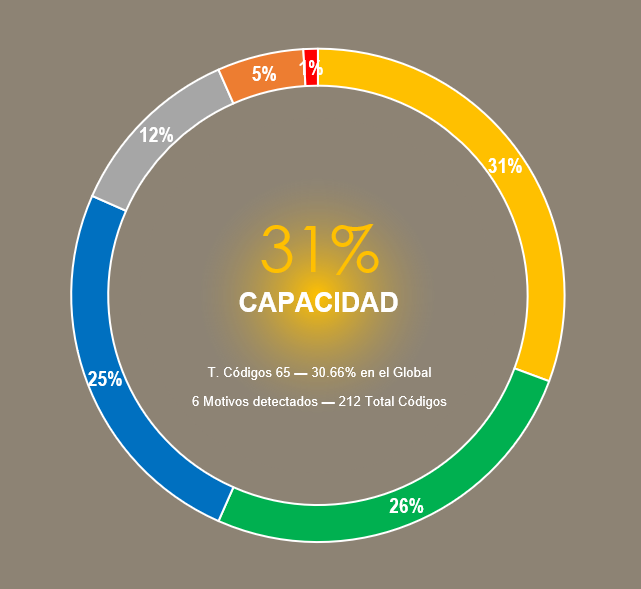 1%
5%
12%
31%
31%
CAPACIDAD
T. Códigos 65 — 30.66% en el Global
25%
6 Motivos detectados — 212 Total Códigos
26%